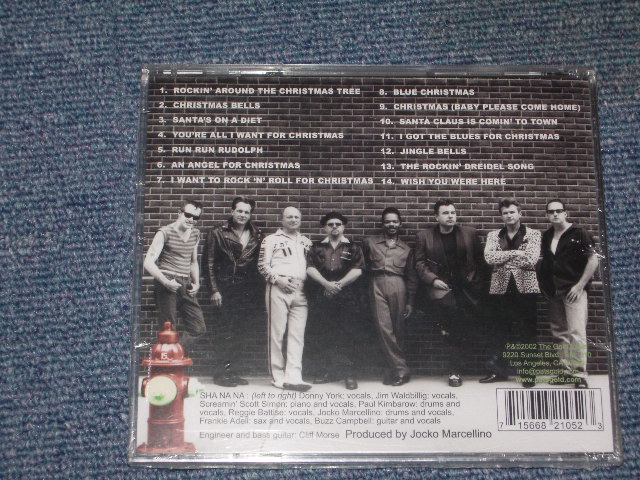 1. ROCKIN' AROUND THE CHRISTMAS TREE
2. CHRISTMAS BELLS
3. SANTA'S ON A DIET
4. YOU'RE ALL I WANT FOR CHRISTMAS
5. RUN RUN RUDOLPH
6. AN ANGEL FOR CHRISTMAS
7. I WANT TO ROCK 'N' ROLL FOR CHRISTMAS
8. BLUE CHRISTMAS
9. CHRISTMAS (BABY PLEASE COME HOME)
10. SANTA CLAUS IS COMIN' TO TOWN
11. I GOT THE BLUES FOR CHRISTMAS
12. JINGLE BELLS
13. THE ROCKIN' DREIDEL SONG
14. WISH YOU WERE HERE
P&©2002 The Gold
9220 Sunset Blvd.
Los Angeles,
SHA NA NA : (left to right) Donny York: vocals, Jim Waldbillig: vocals,
Screamin' Scott Simon: piano and vocals, Paul Kimbarow: drums and
vocals, Reggie Battise: vocals, Jocko Marcellino: drums and vocals,
Frankie Adell: sax and vocals, Buzz Campbell: guitar and vocals
Engineer and bass guitar: Cliff Morse Produced by Jocko Marcellino
7 15668 21052 3